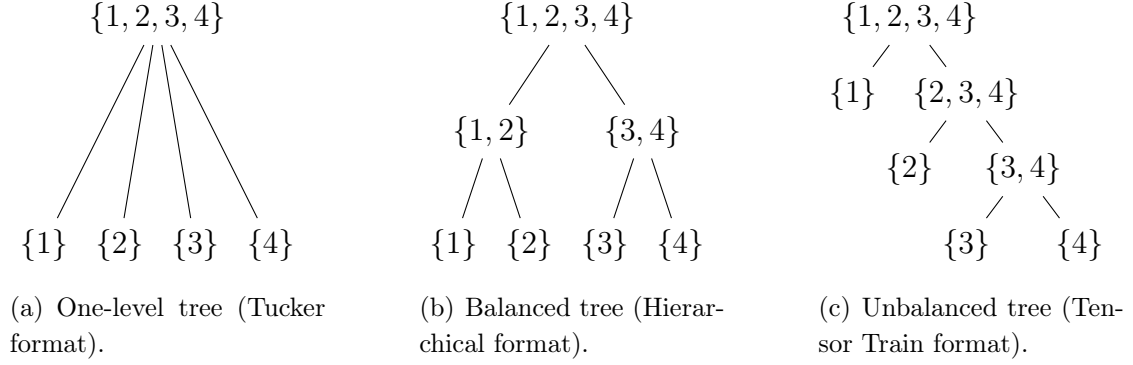 {1, 2, 3, 4}
{1} {2} {3} {4}
(a) One-level tree (Tucker
format).
{1, 2, 3, 4}
{1, 2} {3, 4}
{1} {2} {3} {4}
(b) Balanced tree (Hierar-
chical format).
{1, 2, 3, 4}
{1} {2, 3, 4}
{2} {3, 4}
{3} {4}
(c) Unbalanced tree (Ten-
sor Train format).